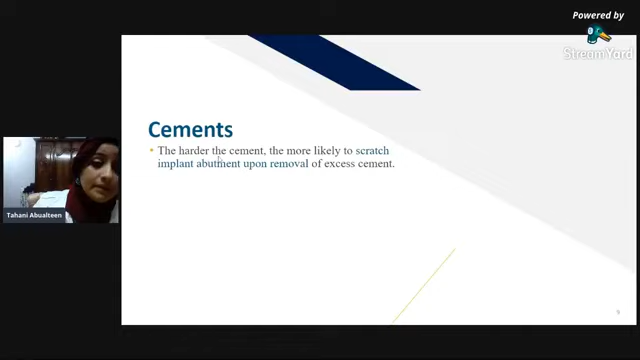 Powered by
StreamYard
Cements
• The harder the cement, the more likely to scratch
implant abutment upon removal of excess cement.
Tahani Abualteen
9